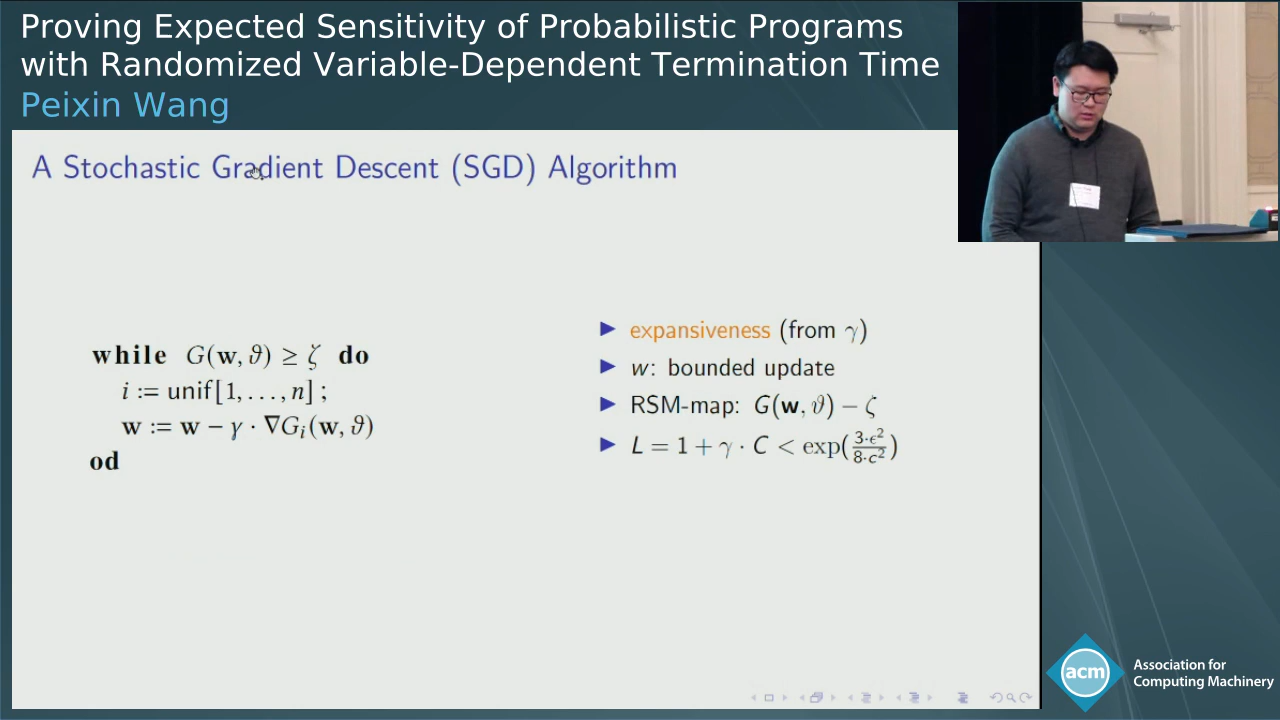 Proving Expected Sensitivity of Probabilistic Programs
with Randomized Variable-Dependent Termination Time
Peixin Wang
A Stochastic Gradient Descent (SGD) Algorithm
while G(w, ϑ) ≥ ζ do
i := unif[1, …, n] ;
w := w − γ · ∇G_i(w, ϑ)
od
▶ expansiveness (from γ)
▶ w: bounded update
▶ RSM-map: G(w, ϑ) − ζ
▶ L = 1 + γ · C < exp(3·ϵ²/8·c²)
acm
Association for
Computing Machinery